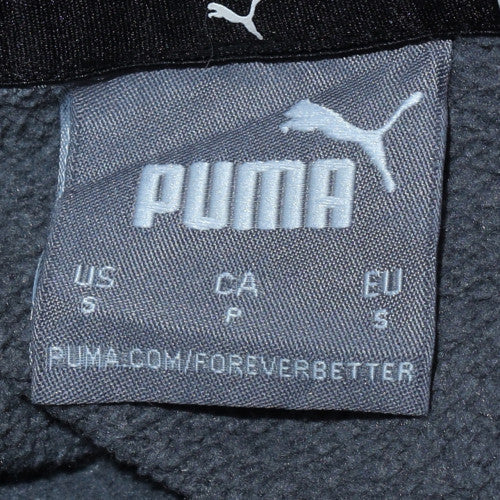 PUMA
US CA EU
S P S
PUMA.COM/FOREVERBETTER